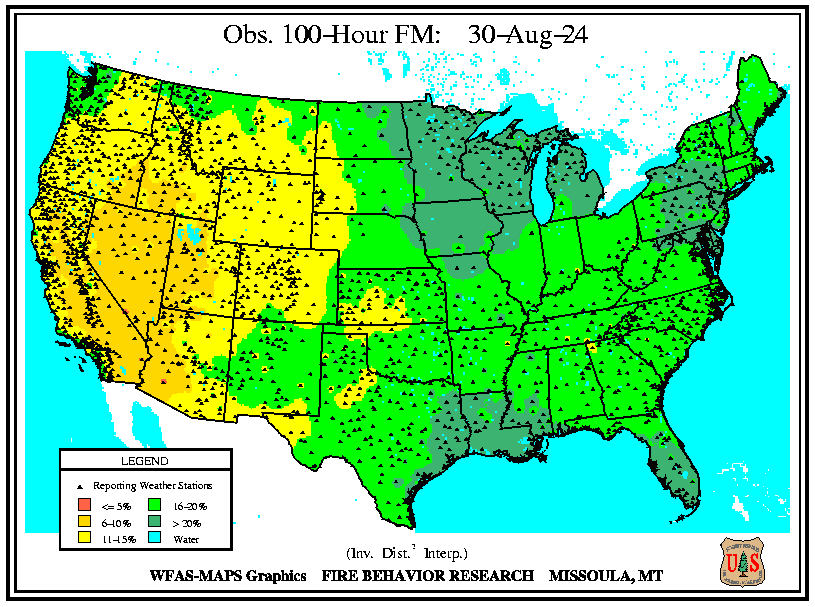 Obs. 100-Hour FM: 30-Aug-24
LEGEND
Reporting Weather Stations
<= 5% 16-20%
6-10% > 20%
11-15% Water
(Inv. Dist.² Interp.)
WFAS-MAPS Graphics FIRE BEHAVIOR RESEARCH MISSOULA, MT
U S